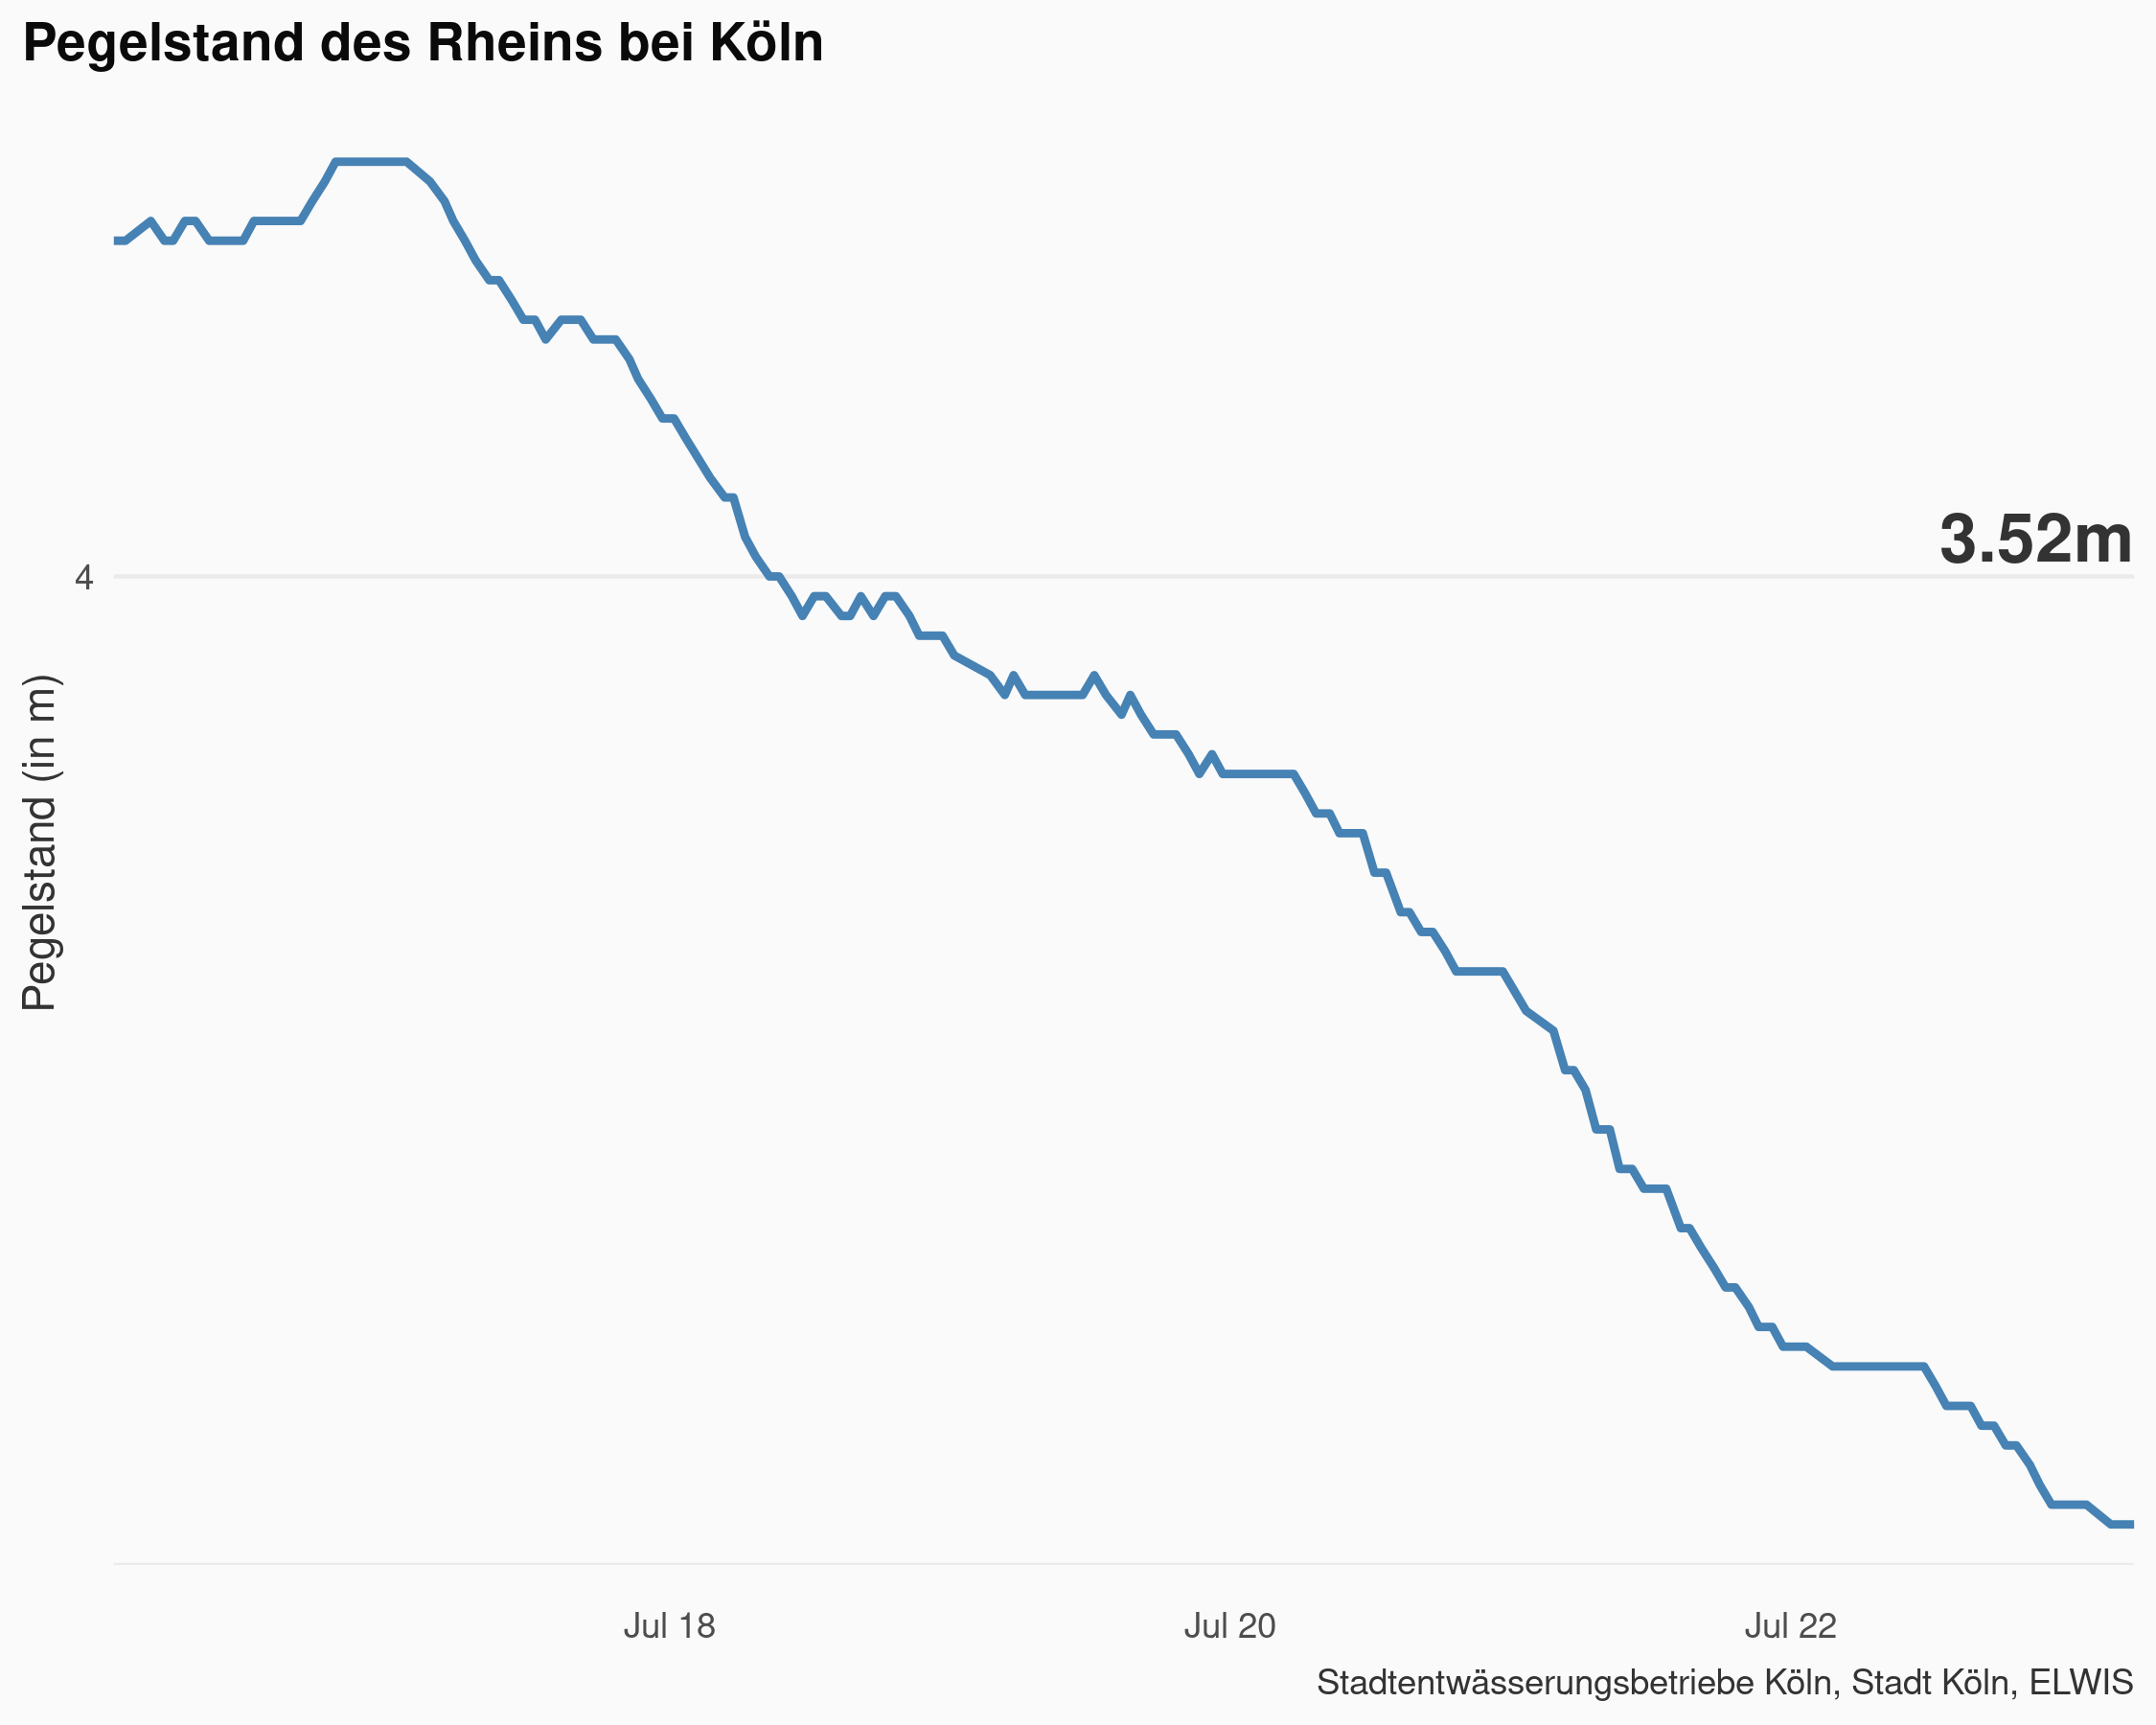 Pegelstand des Rheins bei Köln
3.52m
4
Pegelstand (in m)
Jul 18
Jul 20
Jul 22
Stadtentwässerungsbetriebe Köln, Stadt Köln, ELWIS